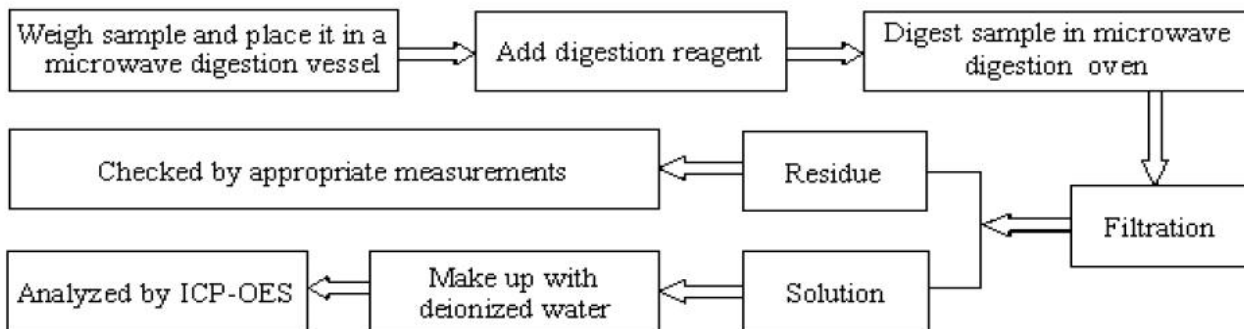 Weigh sample and place it in a
microwave digestion vessel
Add digestion reagent
Digest sample in microwave
digestion oven
Filtration
Residue
Checked by appropriate measurements
Solution
Make up with
deionized water
Analyzed by ICP-OES